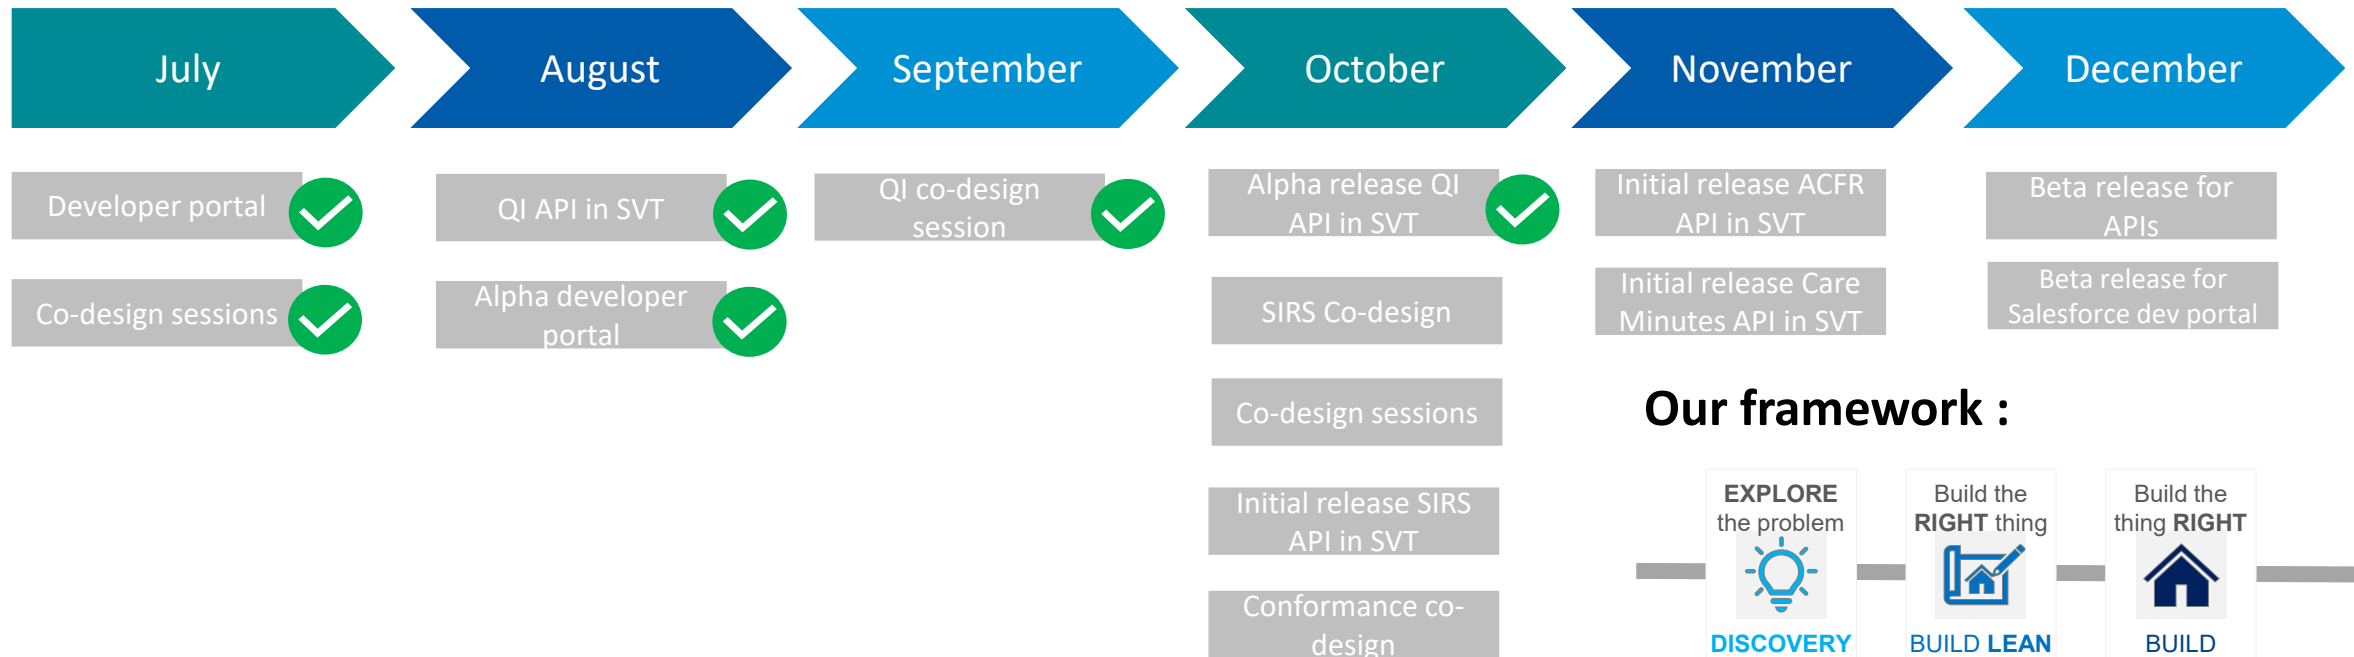 July
August
September
October
November
December
Developer portal
Co-design sessions
QI API in SVT
Alpha developer
portal
QI co-design
session
Alpha release QI
API in SVT
SIRS Co-design
Co-design sessions
Initial release SIRS
API in SVT
Conformance co-
design
Initial release ACFR
API in SVT
Initial release Care
Minutes API in SVT
Beta release for
APIs
Beta release for
Salesforce dev portal
Our framework :
EXPLORE
the problem
DISCOVERY
Build the
RIGHT thing
BUILD LEAN
Build the
thing RIGHT
BUILD